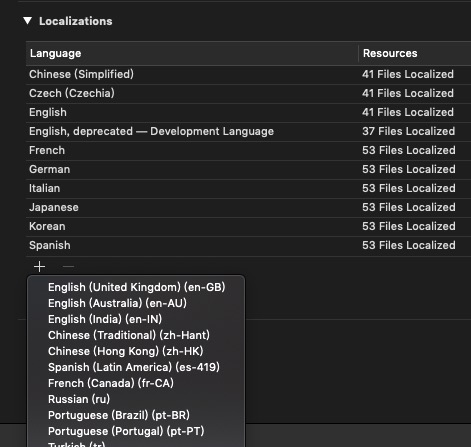 Localizations
Language Resources
Chinese (Simplified) 41 Files Localized
Czech (Czechia) 41 Files Localized
English 41 Files Localized
English, deprecated — Development Language 37 Files Localized
French 53 Files Localized
German 53 Files Localized
Italian 53 Files Localized
Japanese 53 Files Localized
Korean 53 Files Localized
Spanish 53 Files Localized
+ —
English (United Kingdom) (en-GB)
English (Australia) (en-AU)
English (India) (en-IN)
Chinese (Traditional) (zh-Hant)
Chinese (Hong Kong) (zh-HK)
Spanish (Latin America) (es-419)
French (Canada) (fr-CA)
Russian (ru)
Portuguese (Brazil) (pt-BR)
Portuguese (Portugal) (pt-PT)
Turkish (tr)